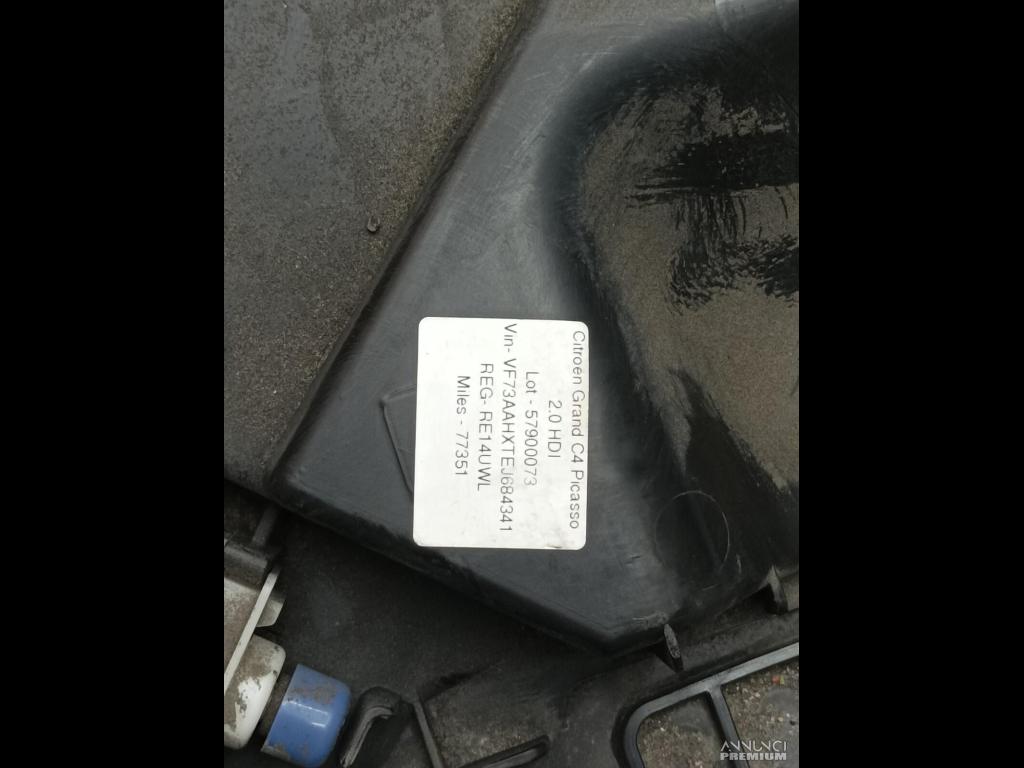 Citroen Grand C4 Picasso
2.0 HDI
Lot - 57900073
Vin- VF73AAHXTEJ684341
REG- RE14UWL
Miles - 77351
ANNUNCI
PREMIUM